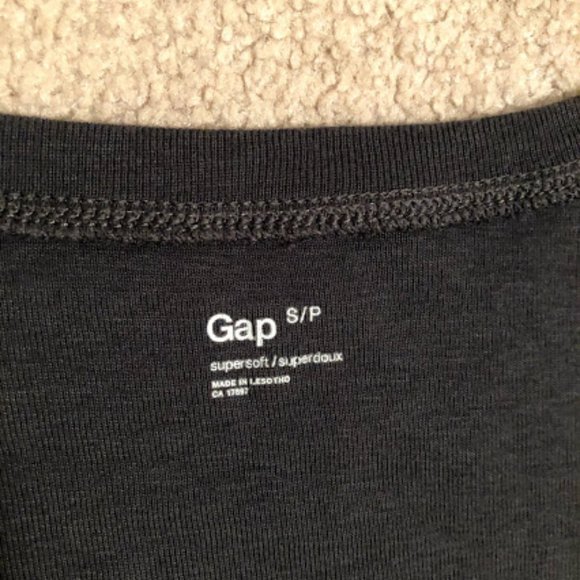 Gap S/P
supersoft / superdoux
MADE IN LESOTHO
CA 17897